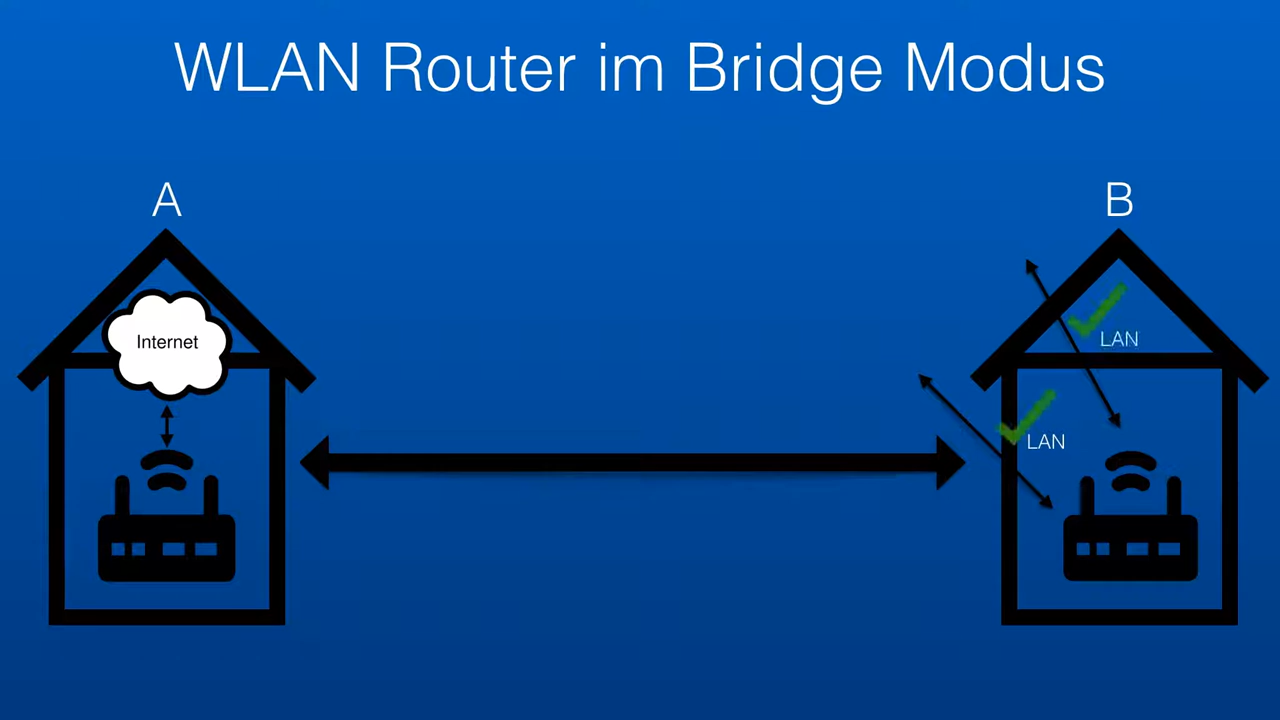 WLAN Router im Bridge Modus
A
B
Internet
LAN
LAN